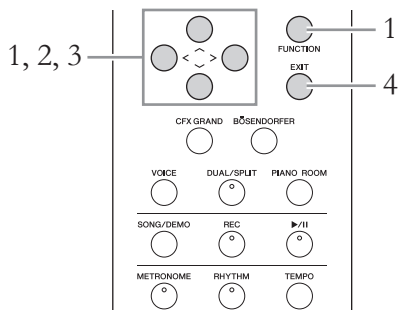 1
FUNCTION
1, 2, 3
< >
EXIT
4
CFX GRAND BÖSENDORFER
VOICE DUAL/SPLIT PIANO ROOM
SONG/DEMO REC ▶/II
METRONOME RHYTHM TEMPO